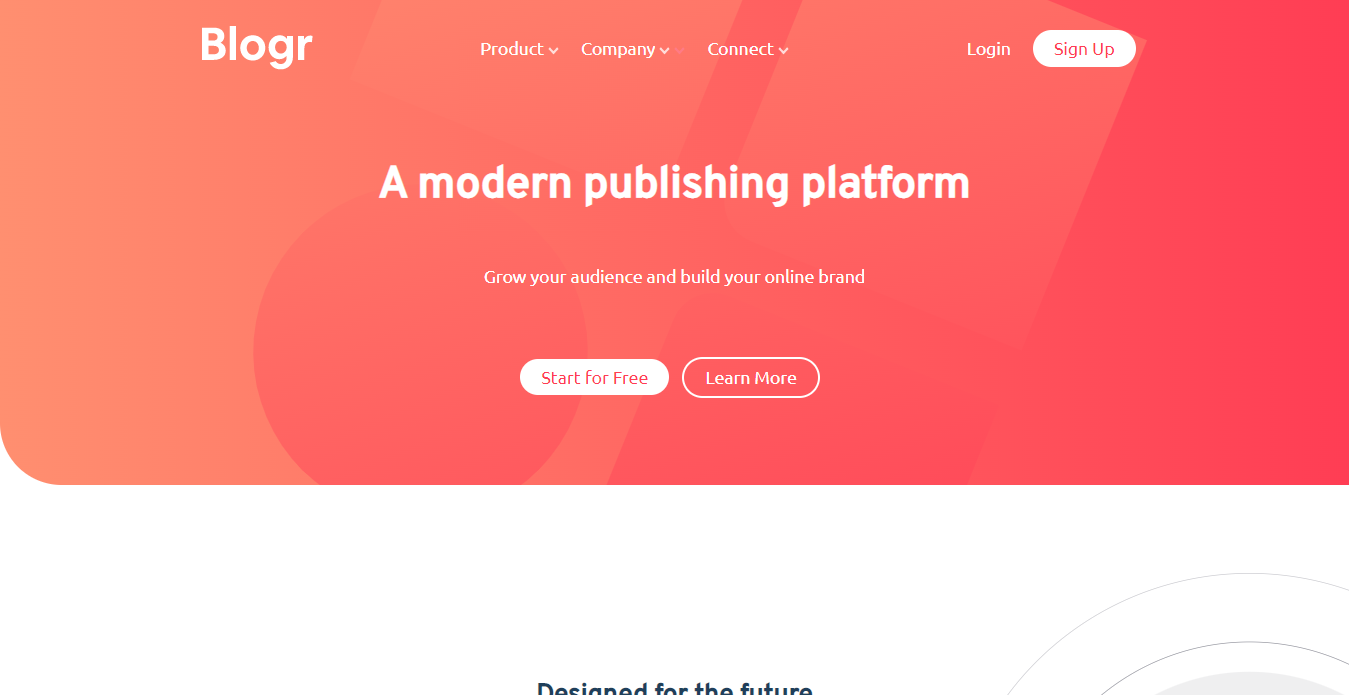 Blogr Product Company Connect Login Sign Up
A modern publishing platform
Grow your audience and build your online brand
Start for Free Learn More
Designed for the future